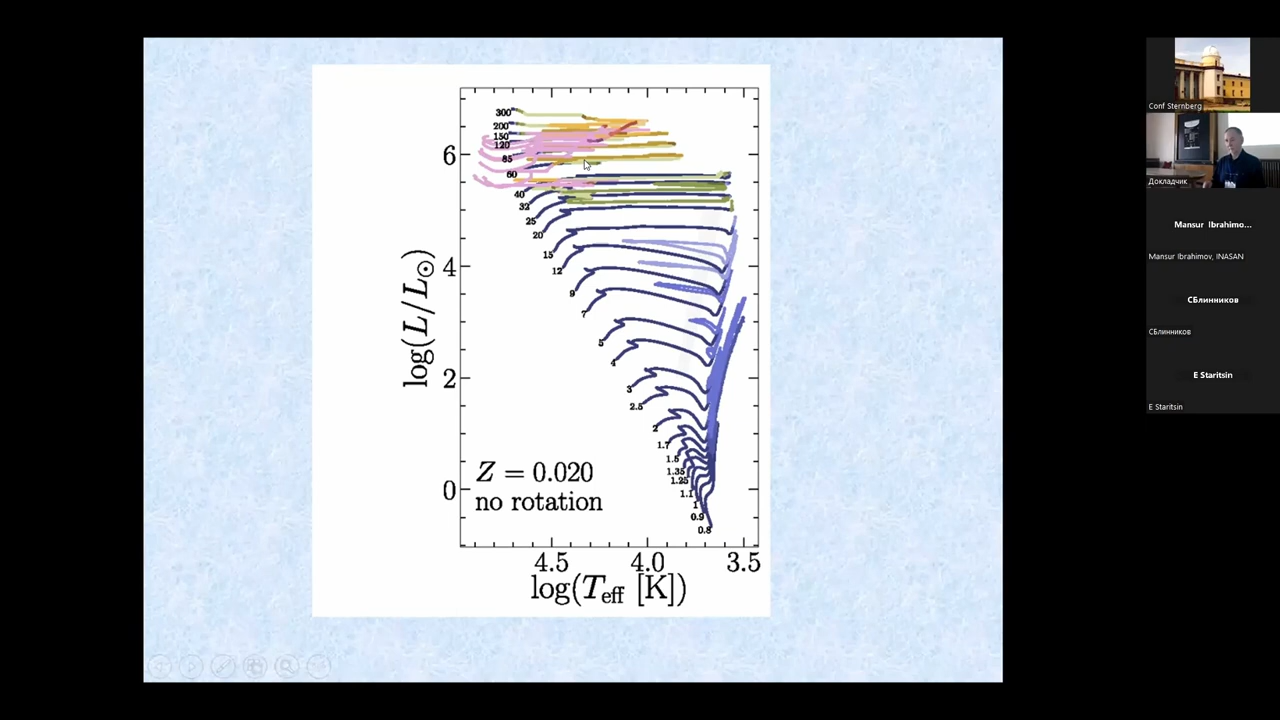 300
200
150
120
85
60
40
32
25
20
15
12
9
7
5
4
3
2.5
2
1.7
1.5
1.35
1.25
1.1
1
0.9
0.8
6
4
2
0
log(L/L☉)
Z = 0.020
no rotation
4.5 4.0 3.5
log(Teff [K])
Conf Sternberg
Докладчик
Mansur Ibrahimo...
Mansur Ibrahimov, INASAN
СБлинников
СБлинников
E Staritsin
E Staritsin